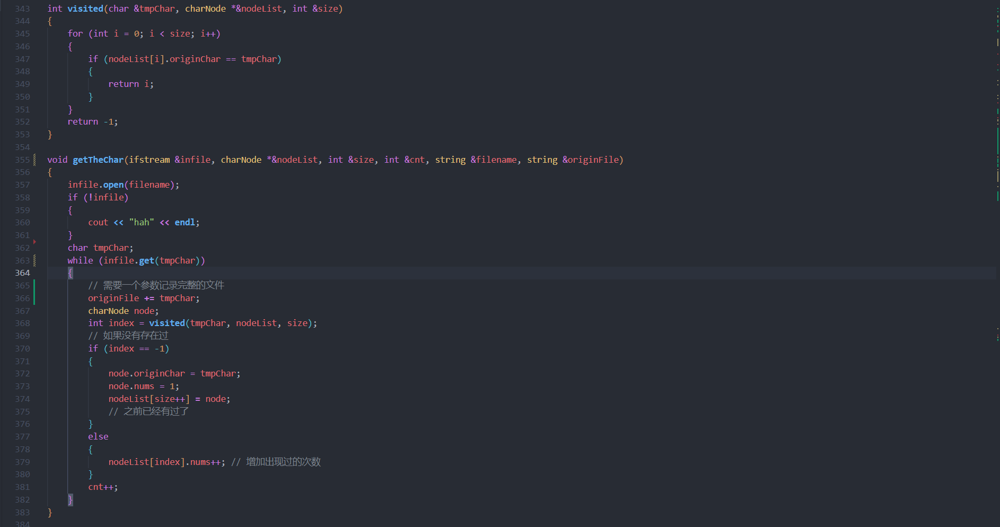 343 int visited(char &tmpChar, charNode *&nodeList, int &size)
344 {
345     for (int i = 0; i < size; i++)
346     {
347         if (nodeList[i].originChar == tmpChar)
348         {
349             return i;
350         }
351     }
352     return -1;
353 }
354
355 void getTheChar(ifstream &infile, charNode *&nodeList, int &size, int &cnt, string &filename, string &originFile)
356 {
357     infile.open(filename);
358     if (!infile)
359     {
360         cout << "hah" << endl;
361     }
362     char tmpChar;
363     while (infile.get(tmpChar))
364     {
365         // 需要一个参数记录完整的文件
366         originFile += tmpChar;
367         charNode node;
368         int index = visited(tmpChar, nodeList, size);
369         // 如果没有存在过
370         if (index == -1)
371         {
372             node.originChar = tmpChar;
373             node.nums = 1;
374             nodeList[size++] = node;
375             // 之前已经有过了
376         }
377         else
378         {
379             nodeList[index].nums++; // 增加出现过的次数
380         }
381         cnt++;
382     }
383 }
384